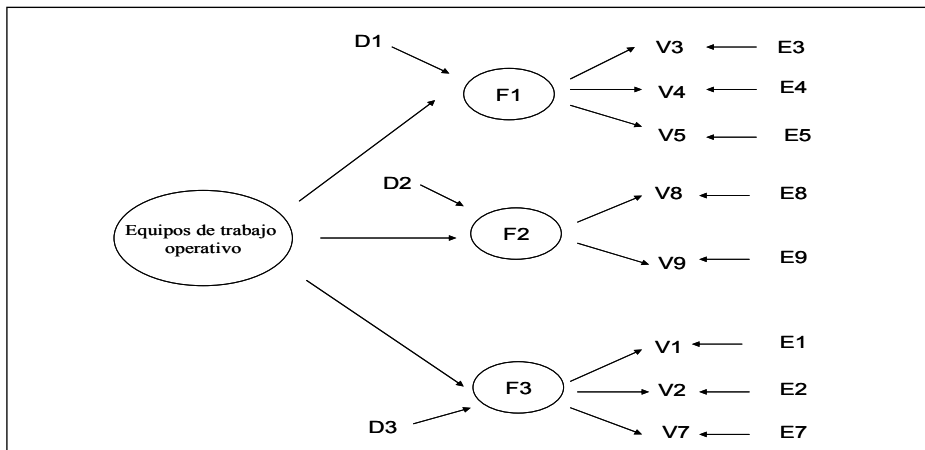 D1
F1
V3
E3
V4
E4
V5
E5
D2
F2
V8
E8
V9
E9
Equipos de trabajo
operativo
F3
V1
E1
V2
E2
D3
V7
E7